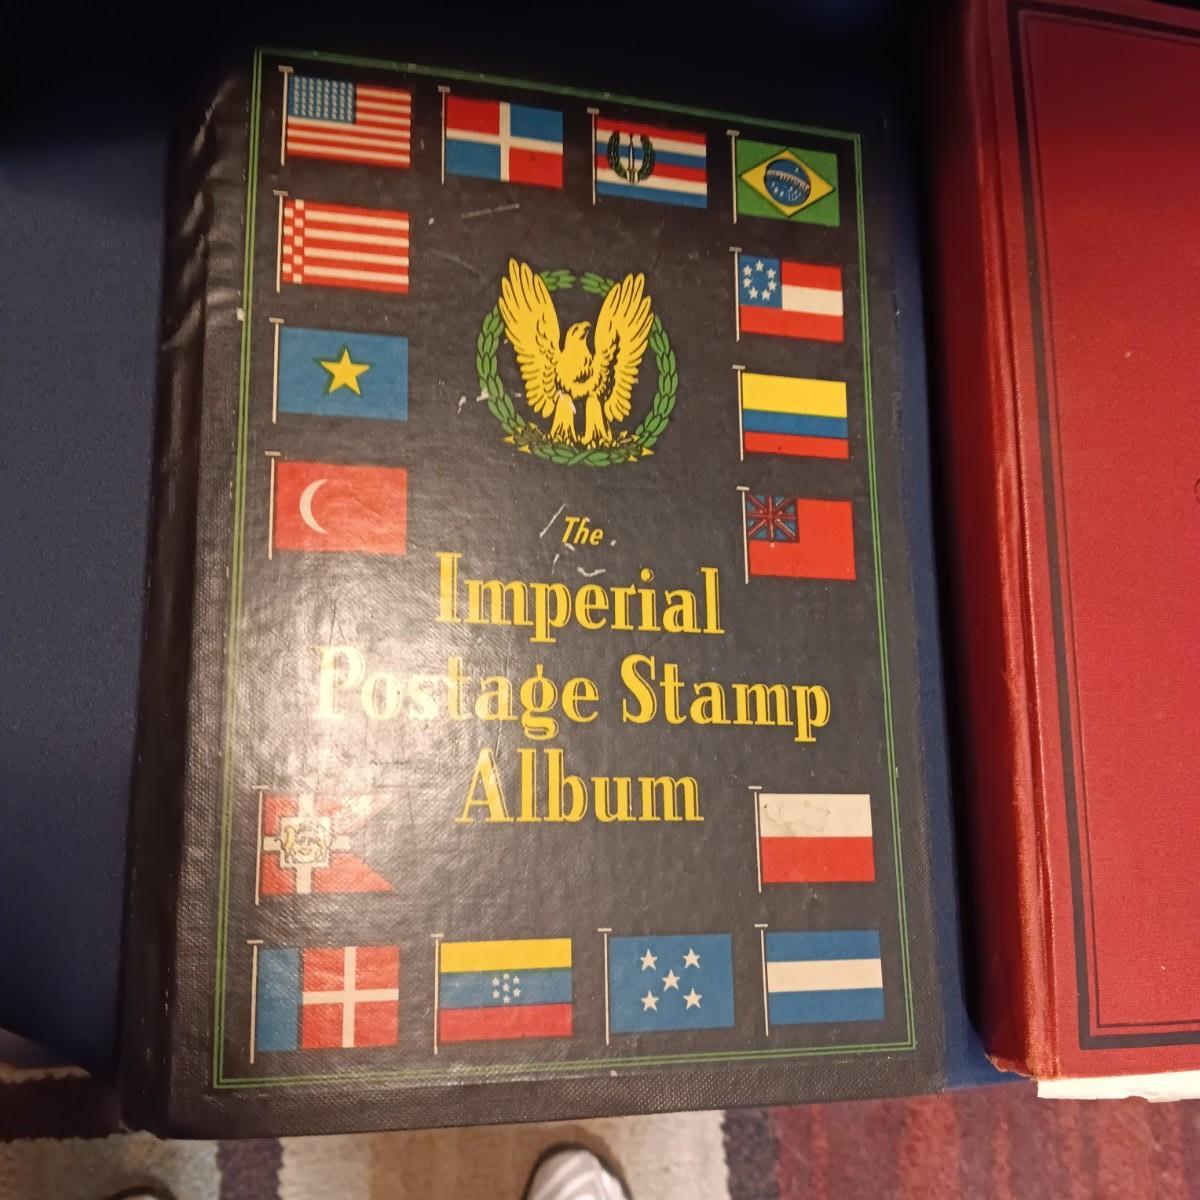 The
Imperial
Postage Stamp
Album